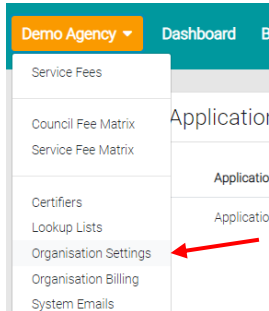 Demo Agency Dashboard B
Service Fees
Council Fee Matrix
Service Fee Matrix
Certifiers
Lookup Lists
Organisation Settings
Organisation Billing
System Emails
Application
Applicatio
Applicatio